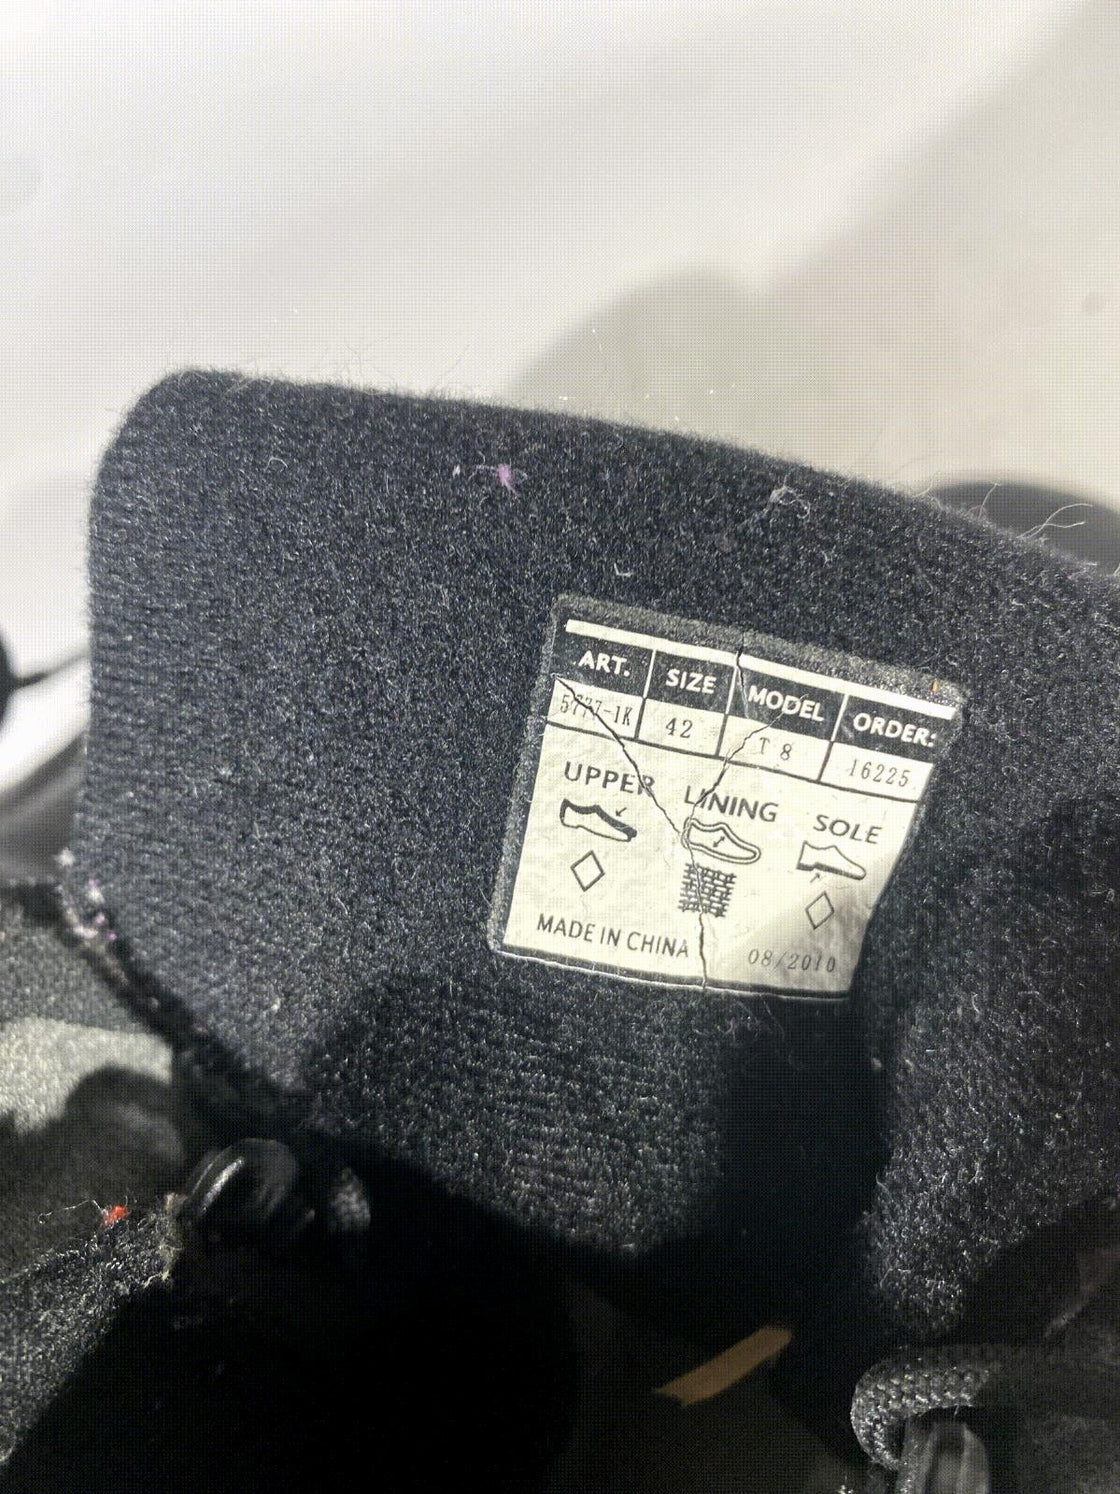 ART. SIZE MODEL ORDER:
5777-1K 42 T 8 16225
UPPER LINING SOLE
MADE IN CHINA 08/2010